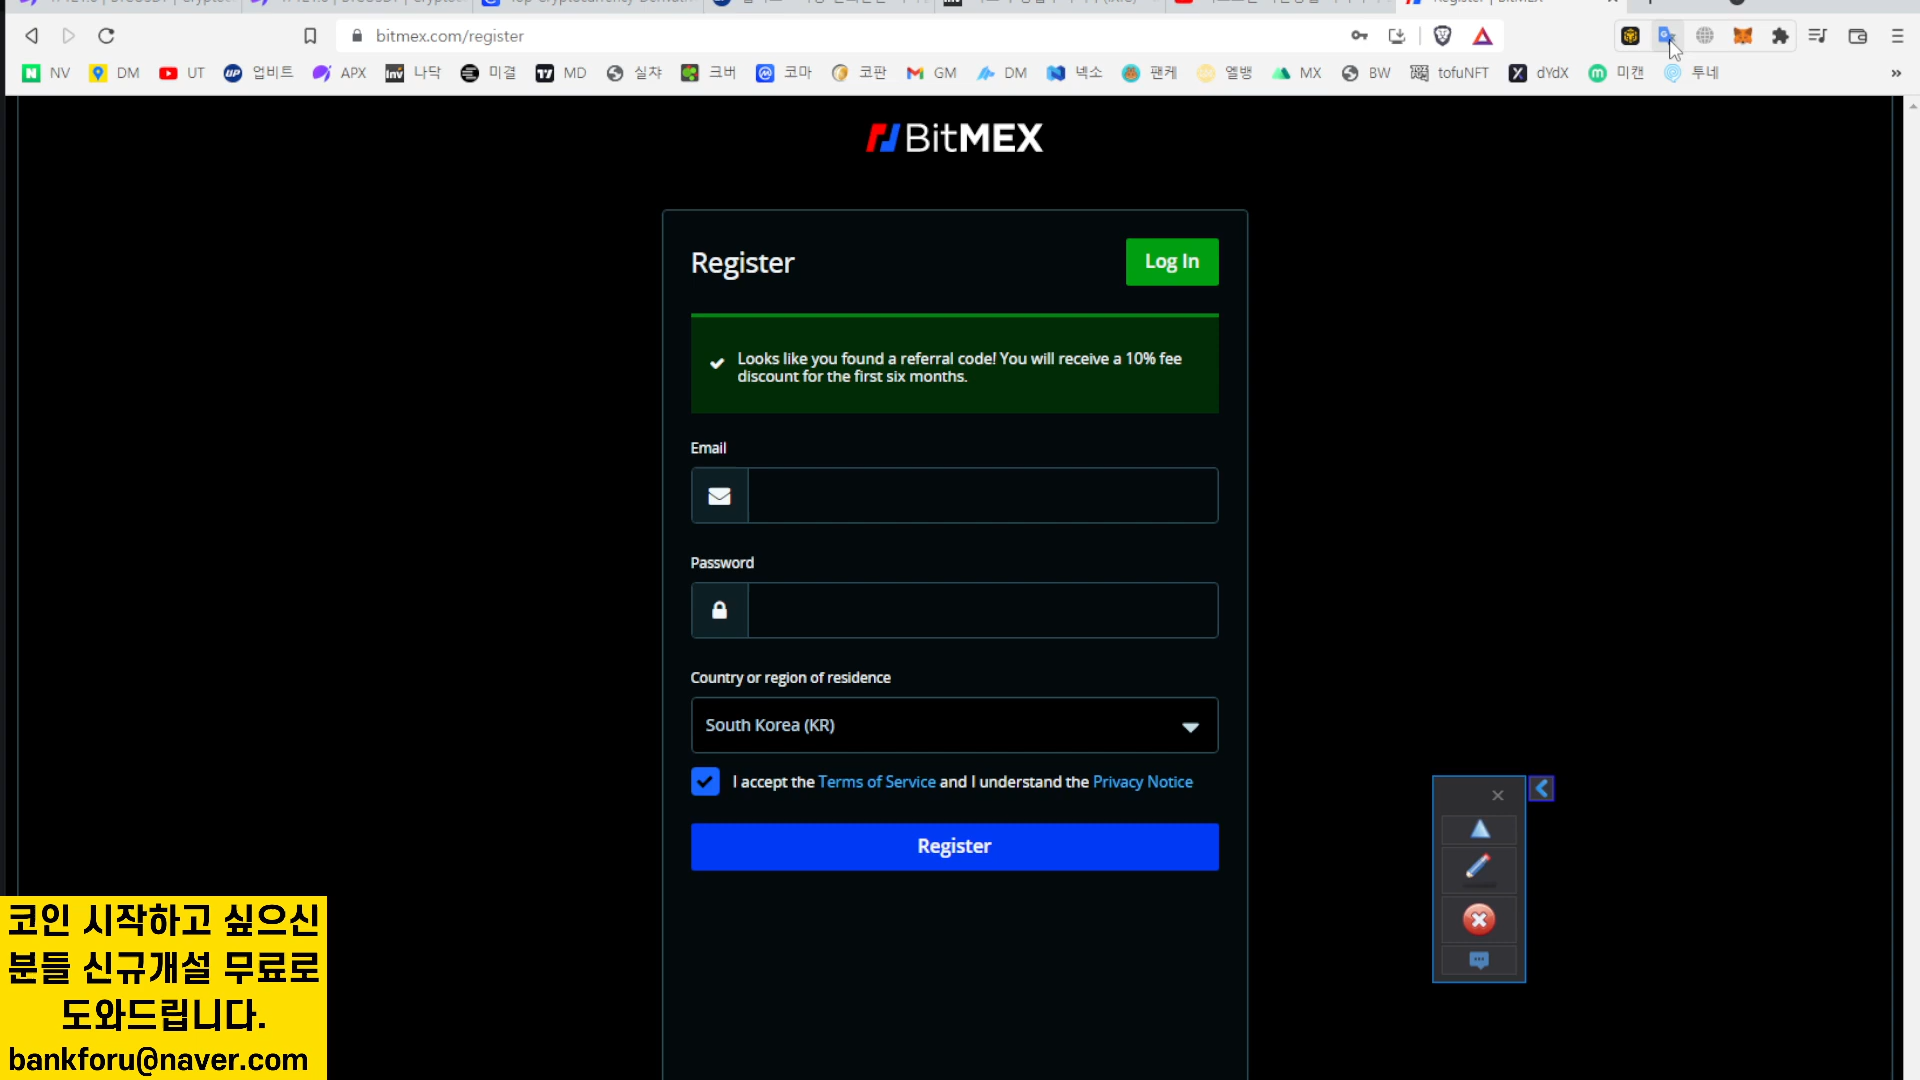 bitmex.com/register
NV DM UT 업비트 APX 나닥 미결 MD 실챠 크버 코마 코판 GM DM 넥소 팬케 엘뱅 MX BW tofuNFT dYdX 미캔 투네 »
BitMEX
Register
Log In
Looks like you found a referral code! You will receive a 10% fee
discount for the first six months.
Email
Password
Country or region of residence
South Korea (KR)
I accept the Terms of Service and I understand the Privacy Notice
Register
코인 시작하고 싶으신
분들 신규개설 무료로
도와드립니다.
bankforu@naver.com